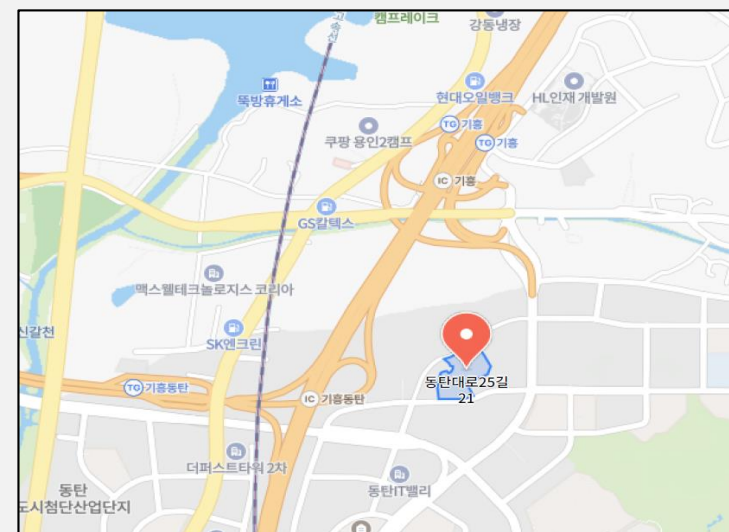 고속선
캠프레이크
감동냉장
뚝방휴게소
현대오일뱅크
HL인재 개발원
TG 기흥
쿠팡 용인2캠프
TG 기흥
IC 기흥
GS칼텍스
맥스웰테크놀로지스 코리아
신갈천
SK엔크린
동탄대로25길
21
TG 기흥동탄
IC 기흥동탄
더퍼스트타워 2차
동탄IT밸리
동탄
도시첨단산업단지